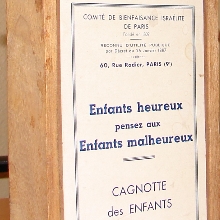 COMITÉ DE BIENFAISANCE ISRAÉLITE
DE PARIS
60, Rue Rodier, PARIS (9e)
Enfants heureux
pensez aux
Enfants malheureux
CAGNOTTE
des ENFANTS